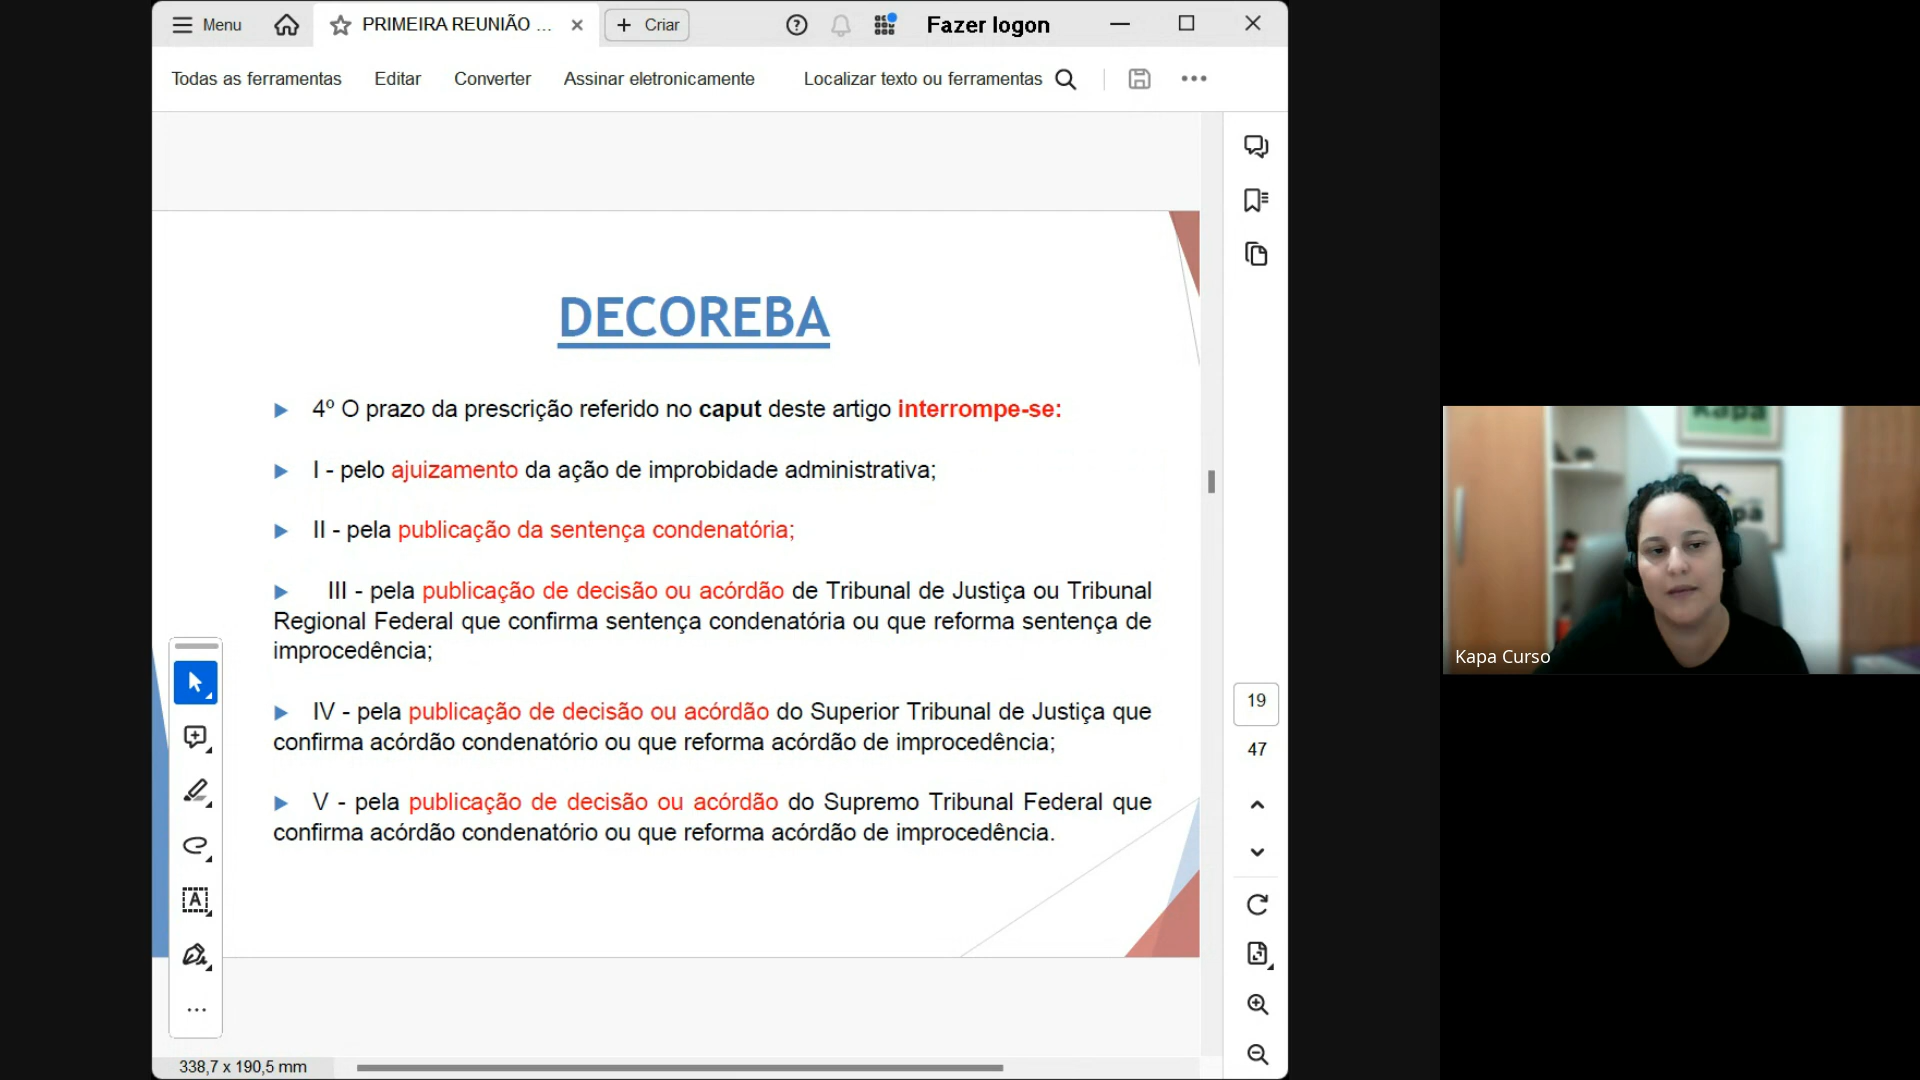 Menu
PRIMEIRA REUNIÃO ...
Criar
Fazer logon
Todas as ferramentas
Editar
Converter
Assinar eletronicamente
Localizar texto ou ferramentas
DECOREBA
4º O prazo da prescrição referido no caput deste artigo interrompe-se:
I - pelo ajuizamento da ação de improbidade administrativa;
II - pela publicação da sentença condenatória;
III - pela publicação de decisão ou acórdão de Tribunal de Justiça ou Tribunal
Regional Federal que confirma sentença condenatória ou que reforma sentença de
improcedência;
IV - pela publicação de decisão ou acórdão do Superior Tribunal de Justiça que
confirma acórdão condenatório ou que reforma acórdão de improcedência;
V - pela publicação de decisão ou acórdão do Supremo Tribunal Federal que
confirma acórdão condenatório ou que reforma acórdão de improcedência.
19
47
338,7 x 190,5 mm
Kapa
Kapa Curso